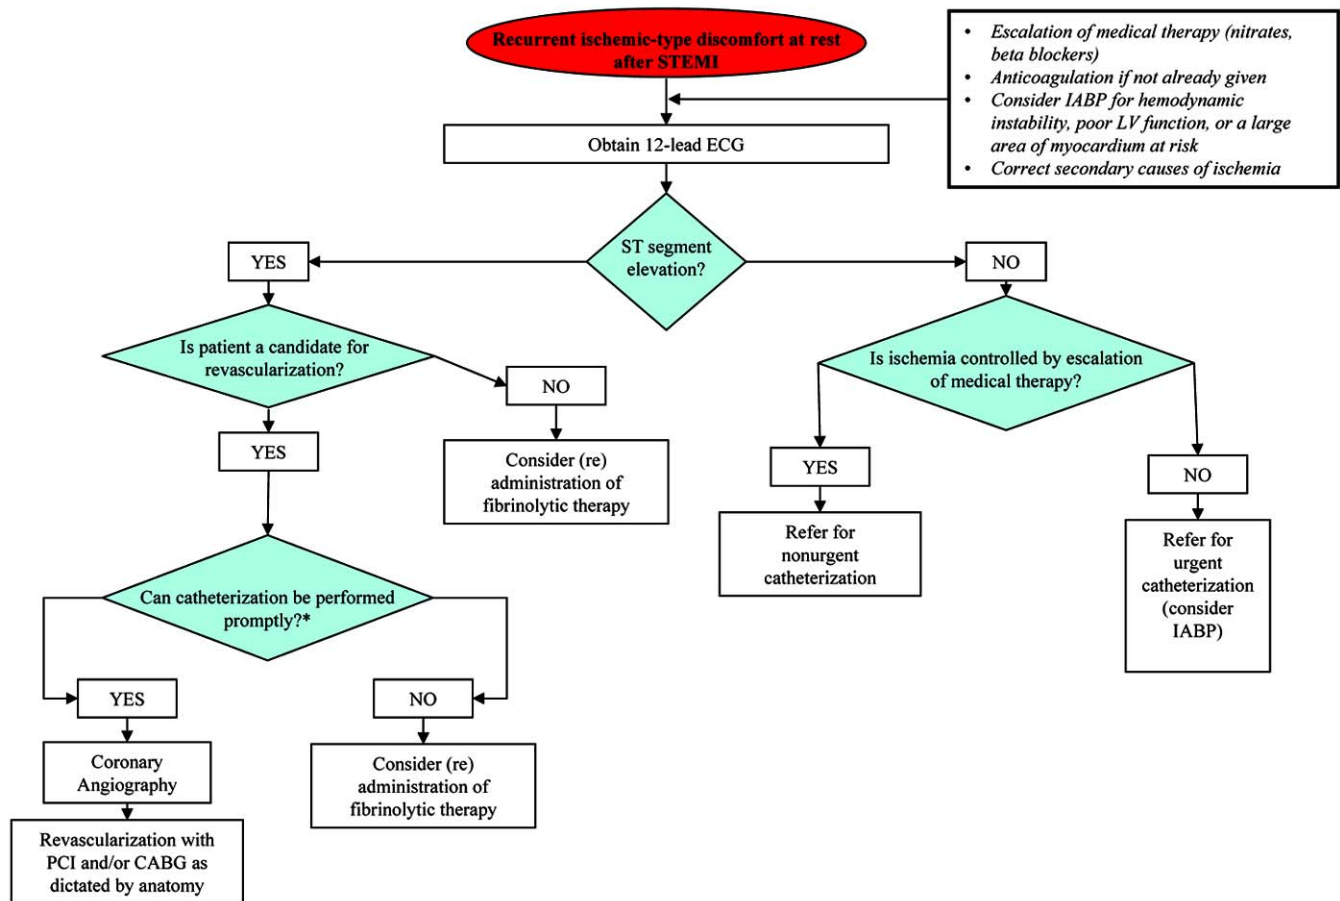 Recurrent ischemic-type discomfort at rest
after STEMI
• Escalation of medical therapy (nitrates,
beta blockers)
• Anticoagulation if not already given
• Consider IABP for hemodynamic
instability, poor LV function, or a large
area of myocardium at risk
• Correct secondary causes of ischemia
Obtain 12-lead ECG
ST segment
elevation?
YES
NO
Is patient a candidate for
revascularization?
Is ischemia controlled by escalation
of medical therapy?
NO
YES
Consider (re)
administration of
fibrinolytic therapy
YES
NO
Refer for
nonurgent
catheterization
Refer for
urgent
catheterization
(consider
IABP)
Can catheterization be performed
promptly?*
YES
NO
Coronary
Angiography
Consider (re)
administration of
fibrinolytic therapy
Revascularization with
PCI and/or CABG as
dictated by anatomy